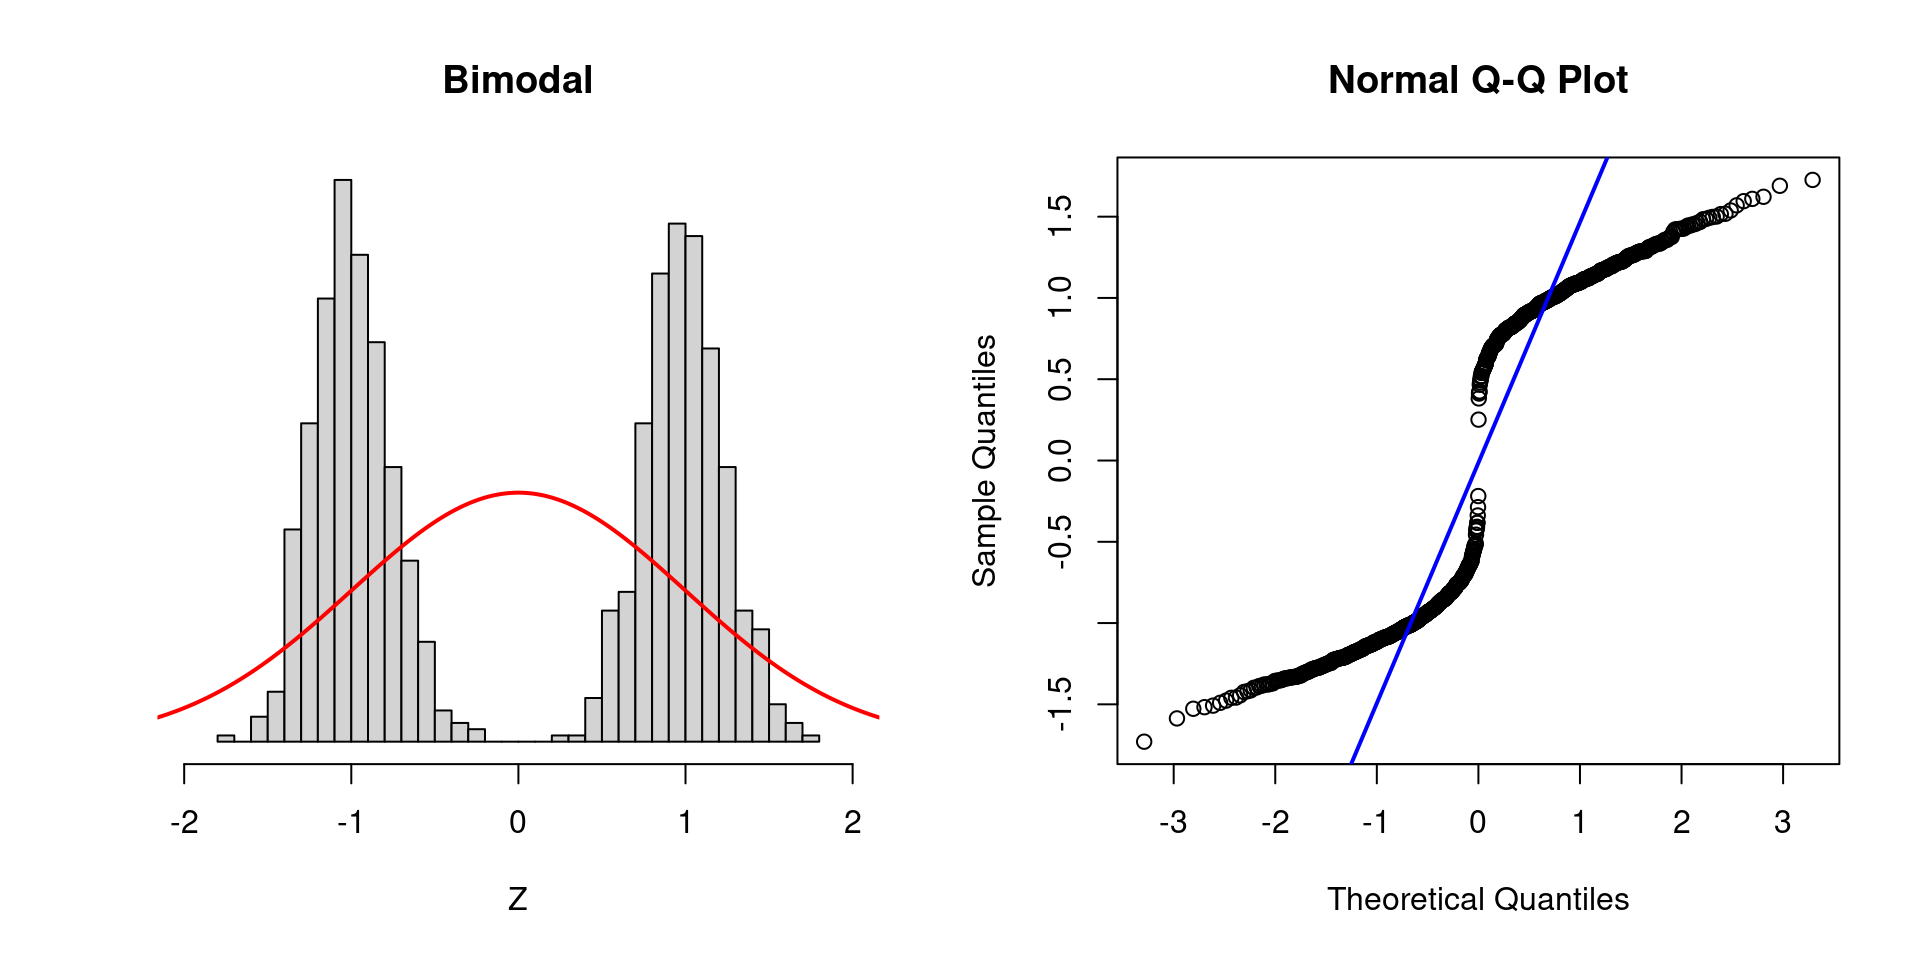 Bimodal
-2 -1 0 1 2
Z
Normal Q-Q Plot
Sample Quantiles
-1.5 -0.5 0.0 0.5 1.0 1.5
-3 -2 -1 0 1 2 3
Theoretical Quantiles